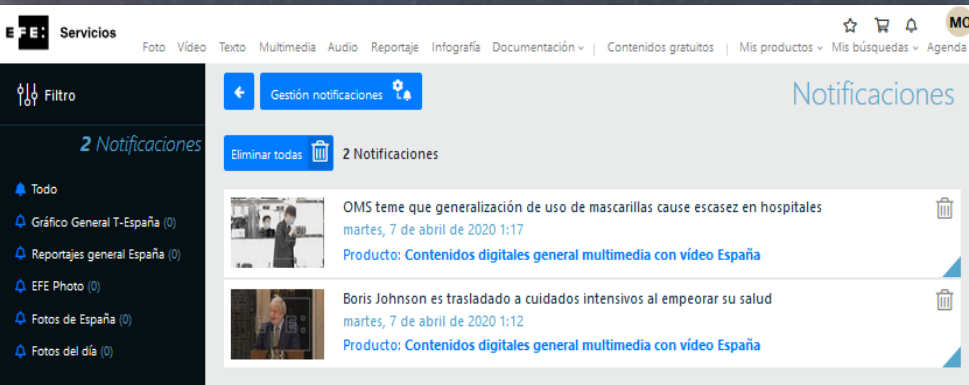 EFE: Servicios
MO
Foto Vídeo Texto Multimedia Audio Reportaje Infografía Documentación | Contenidos gratuitos | Mis productos Mis búsquedas Agenda
Filtro
Gestión notificaciones
Notificaciones
2 Notificaciones
Eliminar todas
2 Notificaciones
Todo
Gráfico General T-España (0)
Reportajes general España (0)
EFE Photo (0)
Fotos de España (0)
Fotos del día (0)
OMS teme que generalización de uso de mascarillas cause escasez en hospitales
martes, 7 de abril de 2020 1:17
Producto: Contenidos digitales general multimedia con vídeo España
EFE:
Boris Johnson es trasladado a cuidados intensivos al empeorar su salud
martes, 7 de abril de 2020 1:12
Producto: Contenidos digitales general multimedia con vídeo España